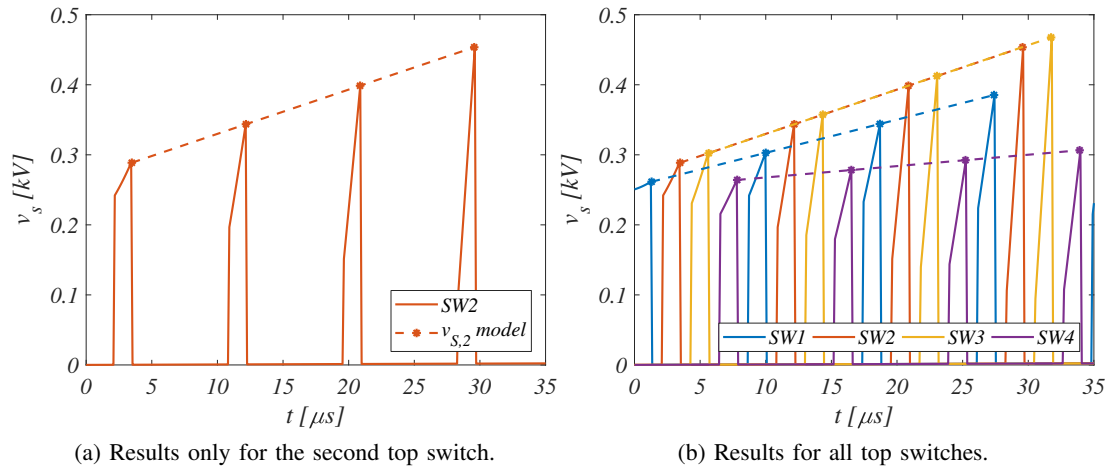 0.5
0.4
0.3
0.2
0.1
0
v_s [kV]
0 5 10 15 20 25 30 35
t [μs]
SW2
v_{S,2} model
(a) Results only for the second top switch.
0.5
0.4
0.3
0.2
0.1
0
v_s [kV]
0 5 10 15 20 25 30 35
t [μs]
SW1 SW2 SW3 SW4
(b) Results for all top switches.